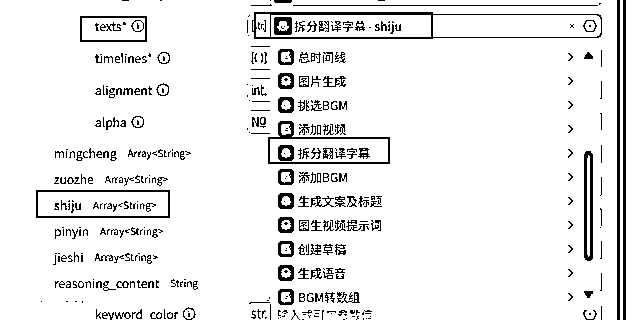 texts* [str. 拆分翻译字幕 - shiju
timelines* [{}] 总时间线
图片生成
alignment int. 挑选BGM
alpha No 添加视频
mingcheng Array<String> 拆分翻译字幕
zuozhe Array<String> 添加BGM
shiju Array<String> 生成文案及标题
pinyin Array<String> 图生视频提示词
jieshi Array<String> 创建草稿
reasoning_content String 生成语音
BGM转数组
keyword_color str.